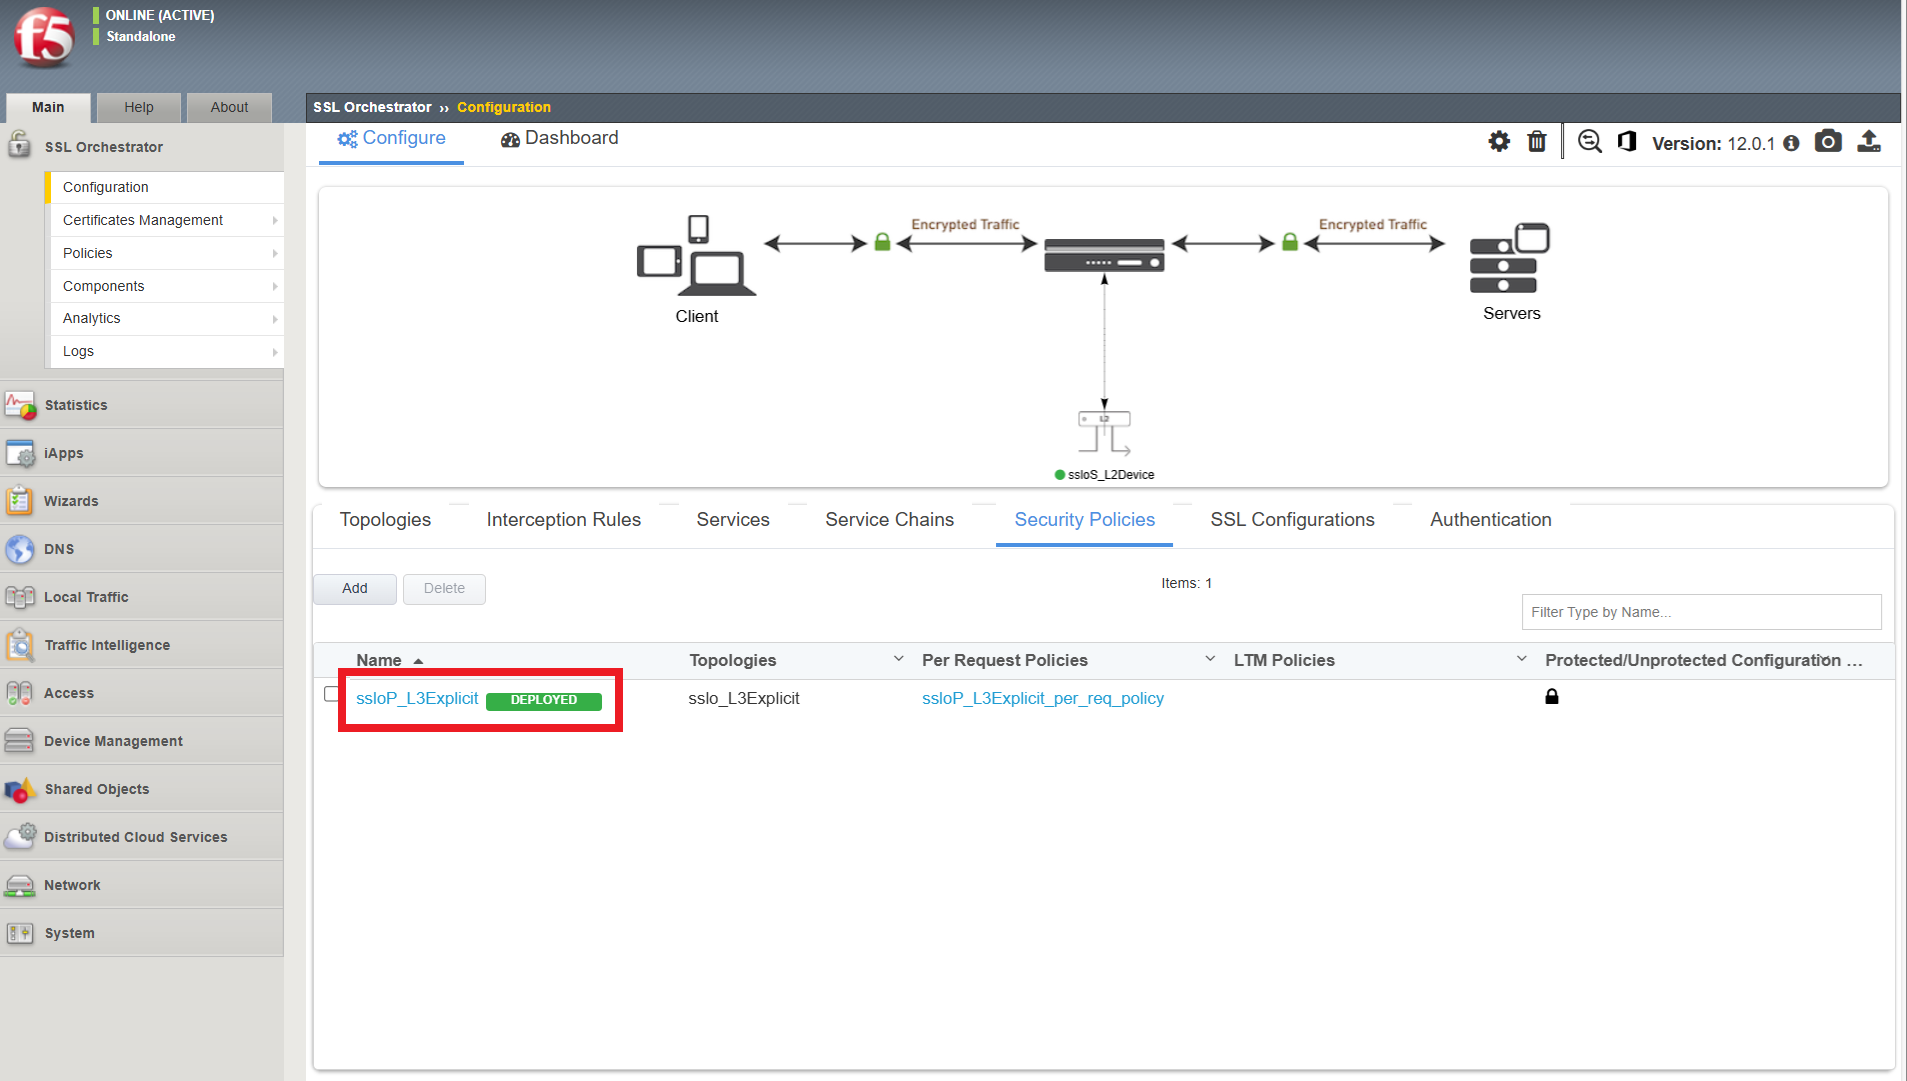 f5
ONLINE (ACTIVE)
Standalone
Main
Help
About
SSL Orchestrator ›› Configuration
SSL Orchestrator
Configuration
Certificates Management
Policies
Components
Analytics
Logs
Statistics
iApps
Wizards
DNS
Local Traffic
Traffic Intelligence
Access
Device Management
Shared Objects
Distributed Cloud Services
Network
System
Configure
Dashboard
Version: 12.0.1
Encrypted Traffic
Encrypted Traffic
Client
Servers
L2
ssloS_L2Device
Topologies
Interception Rules
Services
Service Chains
Security Policies
SSL Configurations
Authentication
Add
Delete
Items: 1
Filter Type by Name...
Name
Topologies
Per Request Policies
LTM Policies
Protected/Unprotected Configuration ...
ssloP_L3Explicit DEPLOYED
sslo_L3Explicit
ssloP_L3Explicit_per_req_policy